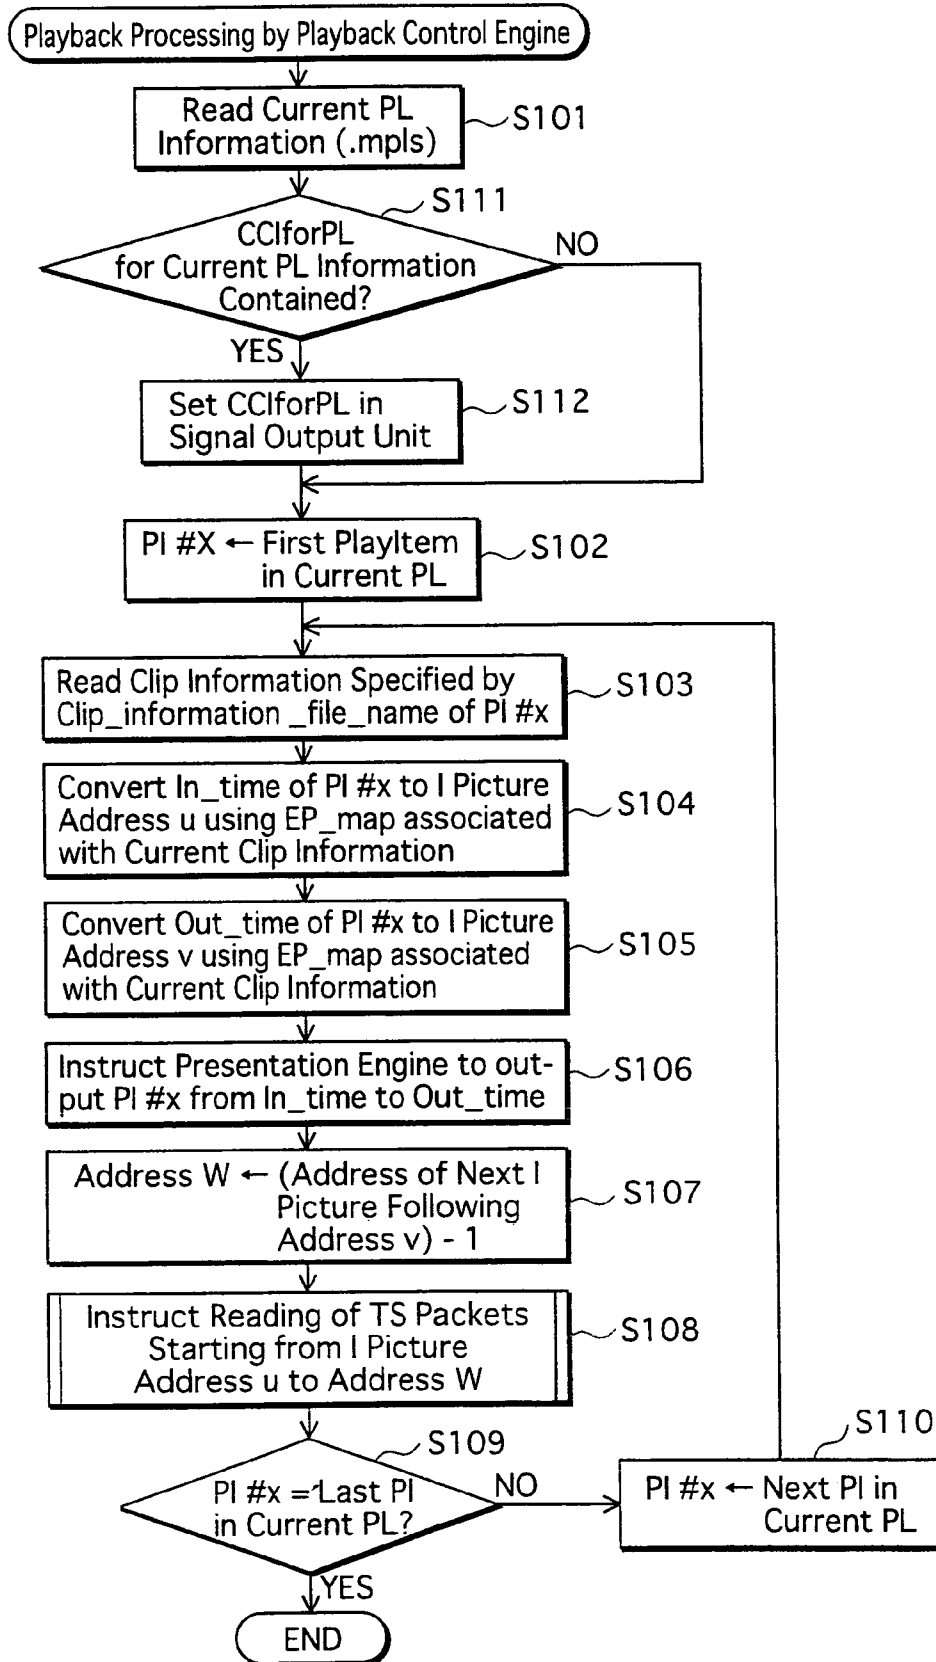 Playback Processing by Playback Control Engine
Read Current PL
Information (.mpls)
S101
S111
CCIforPL
for Current PL Information
Contained?
NO
YES
Set CCIforPL in
Signal Output Unit
S112
PI #X ← First PlayItem
in Current PL
S102
Read Clip Information Specified by
Clip_information _file_name of PI #x
S103
Convert In_time of PI #x to I Picture
Address u using EP_map associated
with Current Clip Information
S104
Convert Out_time of PI #x to I Picture
Address v using EP_map associated
with Current Clip Information
S105
Instruct Presentation Engine to out-
put PI #x from In_time to Out_time
S106
Address W ← (Address of Next I
Picture Following
Address v) - 1
S107
Instruct Reading of TS Packets
Starting from I Picture
Address u to Address W
S108
S109
PI #x = Last PI
in Current PL?
NO
YES
S110
PI #x ← Next PI in
Current PL
END